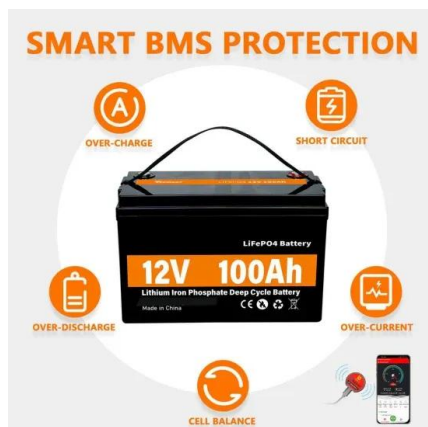 SMART BMS PROTECTION
A
OVER-CHARGE
SHORT CIRCUIT
LiFePO4 Battery
12V 100Ah
Lithium Iron Phosphate Deep Cycle Battery
Made in China
CE
OVER-DISCHARGE
OVER-CURRENT
CELL BALANCE